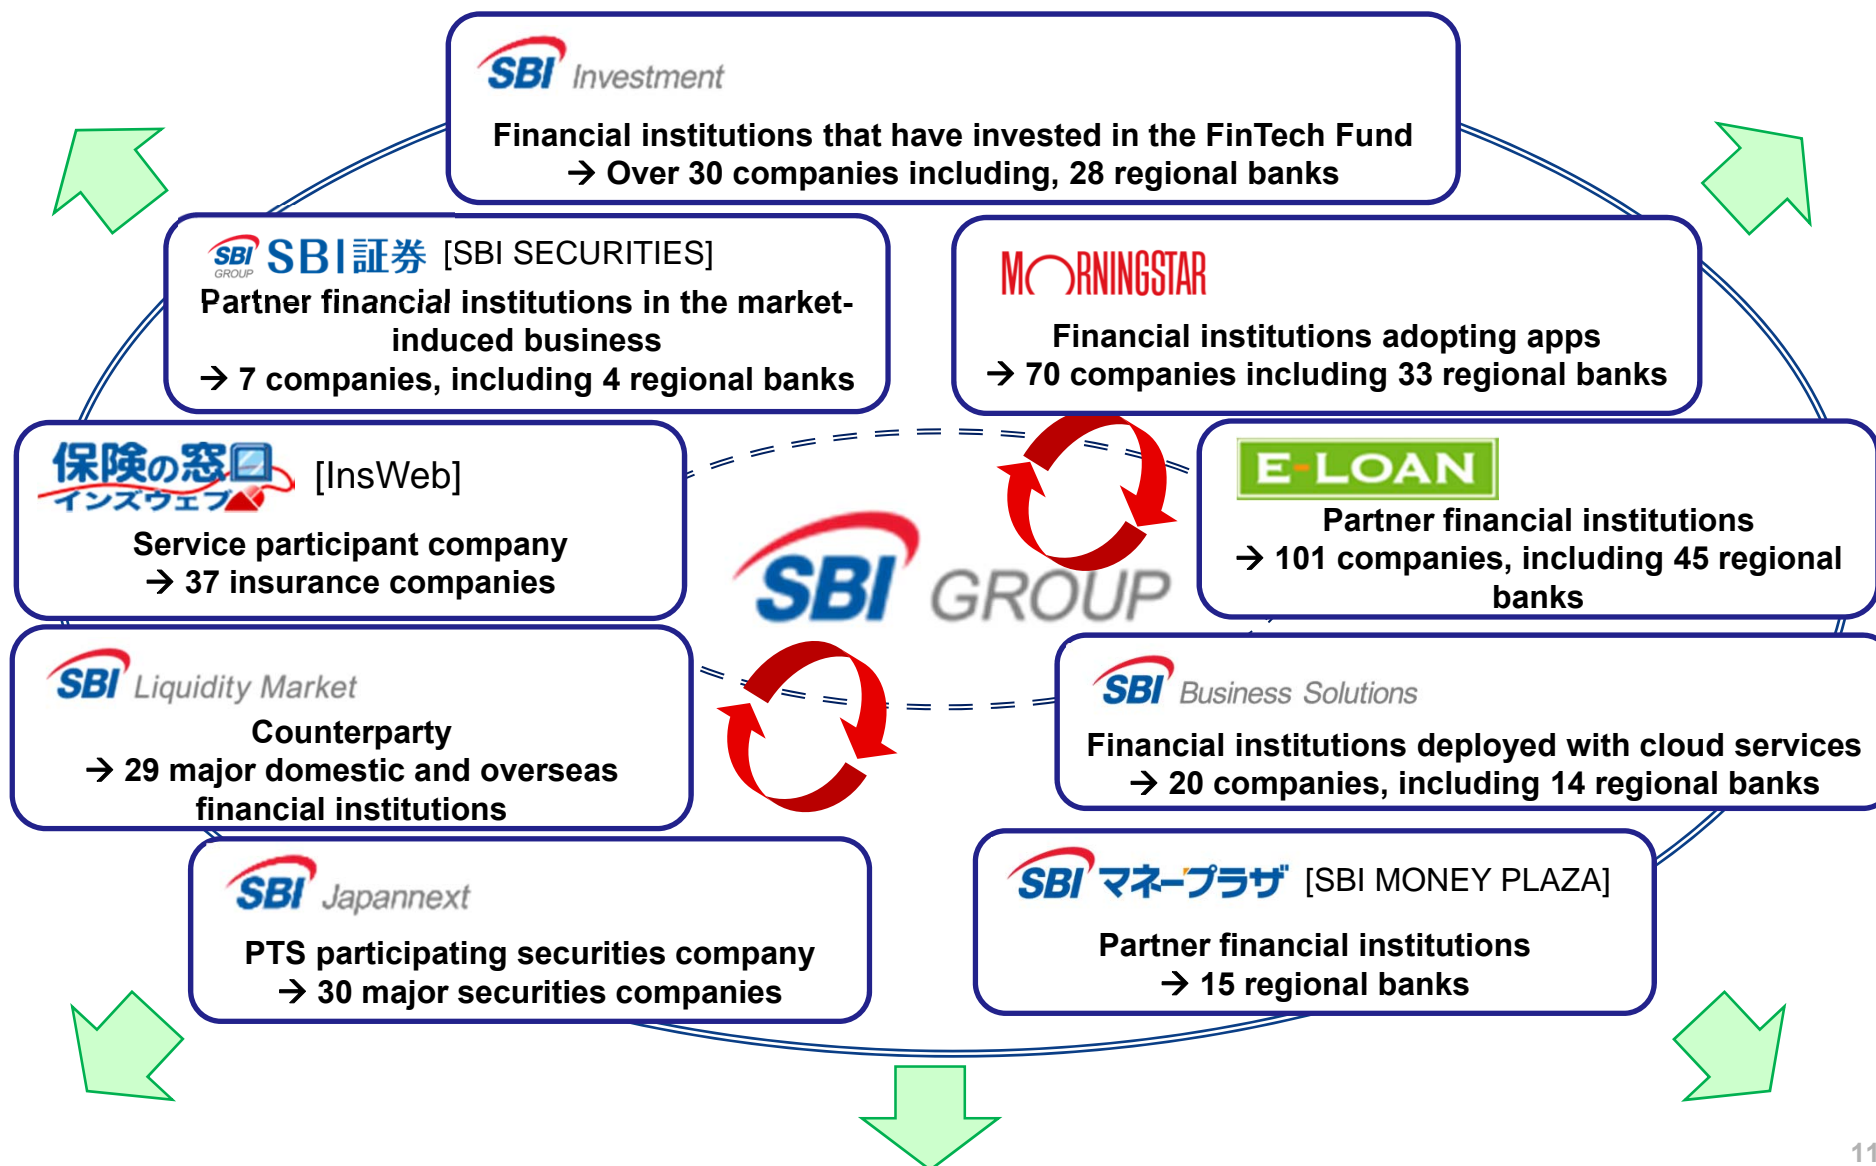 SBI Investment
Financial institutions that have invested in the FinTech Fund
→ Over 30 companies including, 28 regional banks
SBI GROUP SBI証券 [SBI SECURITIES]
Partner financial institutions in the market-
induced business
→ 7 companies, including 4 regional banks
MORNINGSTAR
Financial institutions adopting apps
→ 70 companies including 33 regional banks
保険の窓口
インズウェブ
[InsWeb]
Service participant company
→ 37 insurance companies
E-LOAN
Partner financial institutions
→ 101 companies, including 45 regional
banks
SBI GROUP
SBI Liquidity Market
Counterparty
→ 29 major domestic and overseas
financial institutions
SBI Business Solutions
Financial institutions deployed with cloud services
→ 20 companies, including 14 regional banks
SBI Japannext
PTS participating securities company
→ 30 major securities companies
SBI マネープラザ [SBI MONEY PLAZA]
Partner financial institutions
→ 15 regional banks
11